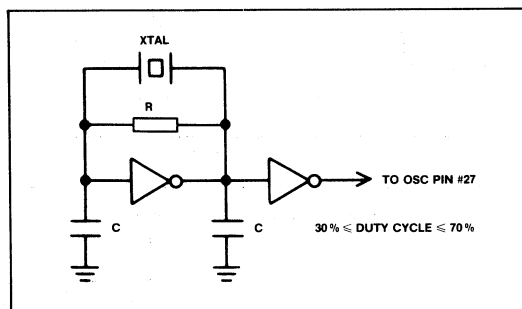 XTAL
R
TO OSC PIN #27
C
C
30% ≤ DUTY CYCLE ≤ 70%